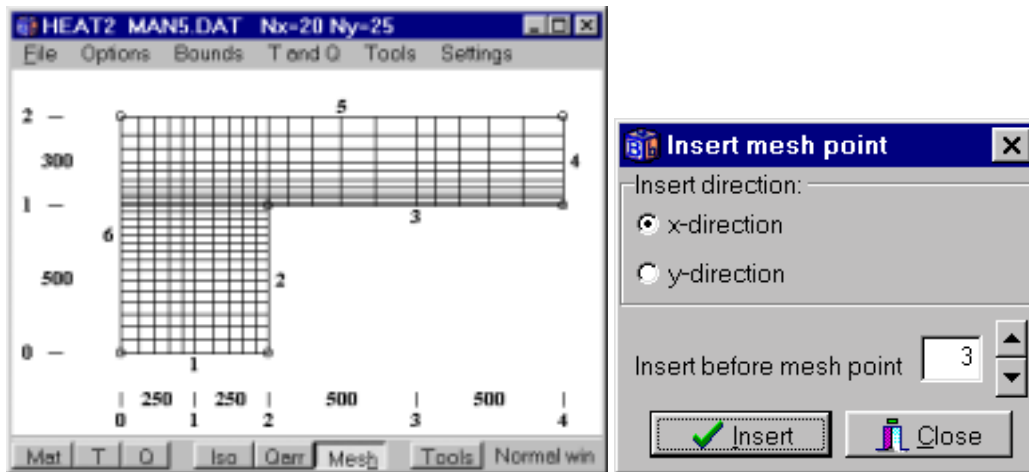 HEAT2 MAN5.DAT Nx=20 Ny=25
File Options Bounds T and Q Tools Settings
5
2
300
4
1
3
6
500
2
0
1
250 250 500 500
0 1 2 3 4
Mat T Q Iso Qarr Mesh Tools Normal win
Insert mesh point
Insert direction:
x-direction
y-direction
Insert before mesh point 3
Insert Close